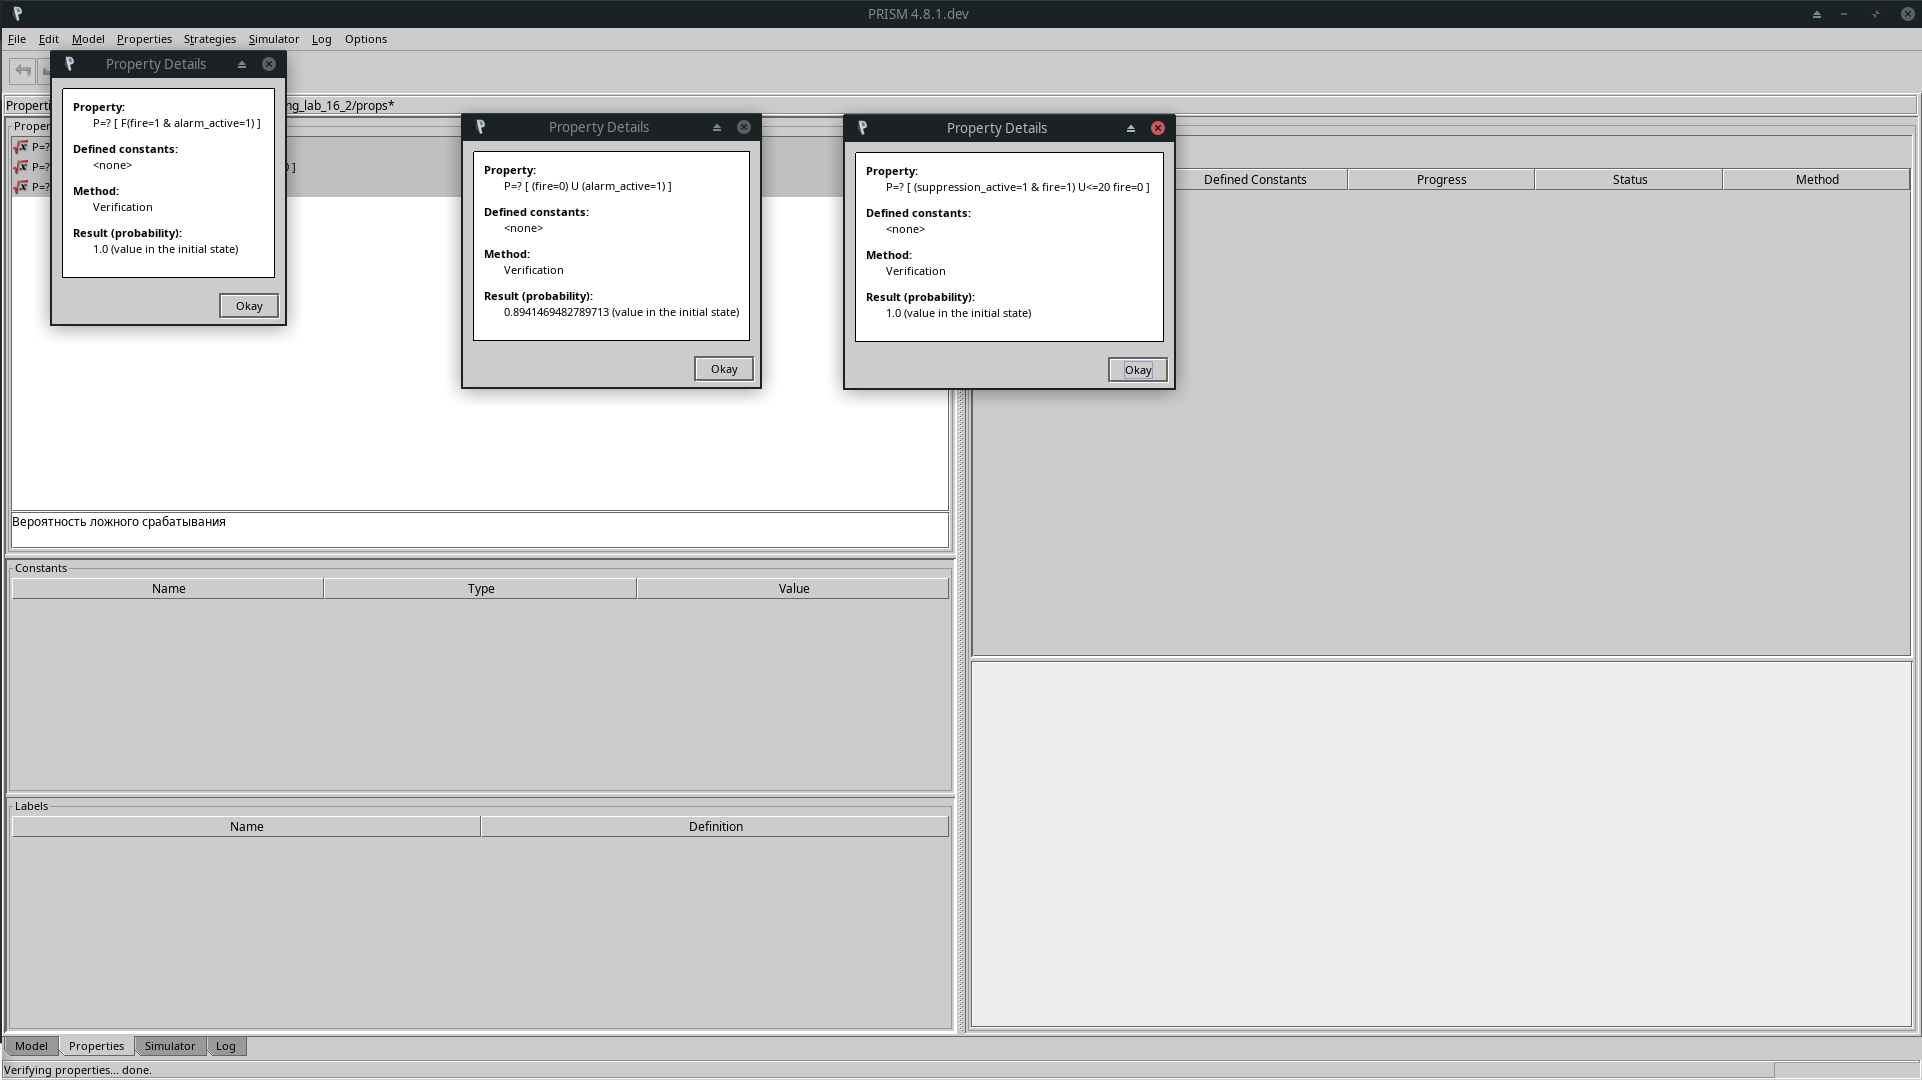 PRISM 4.8.1.dev
File Edit Model Properties Strategies Simulator Log Options
Property Details
Property:
P=? [ F(fire=1 & alarm_active=1) ]
Defined constants:
<none>
Method:
Verification
Result (probability):
1.0 (value in the initial state)
Okay
Property Details
Property:
P=? [ (fire=0) U (alarm_active=1) ]
Defined constants:
<none>
Method:
Verification
Result (probability):
0.8941469482789713 (value in the initial state)
Okay
Property Details
Property:
P=? [ (suppression_active=1 & fire=1) U<=20 fire=0 ]
Defined constants:
<none>
Method:
Verification
Result (probability):
1.0 (value in the initial state)
Okay
ng_lab_16_2/props*
P=?
P=? ]
P=?
Defined Constants Progress Status Method
Вероятность ложного срабатывания
Constants
Name Type Value
Labels
Name Definition
Model Properties Simulator Log
Verifying properties... done.